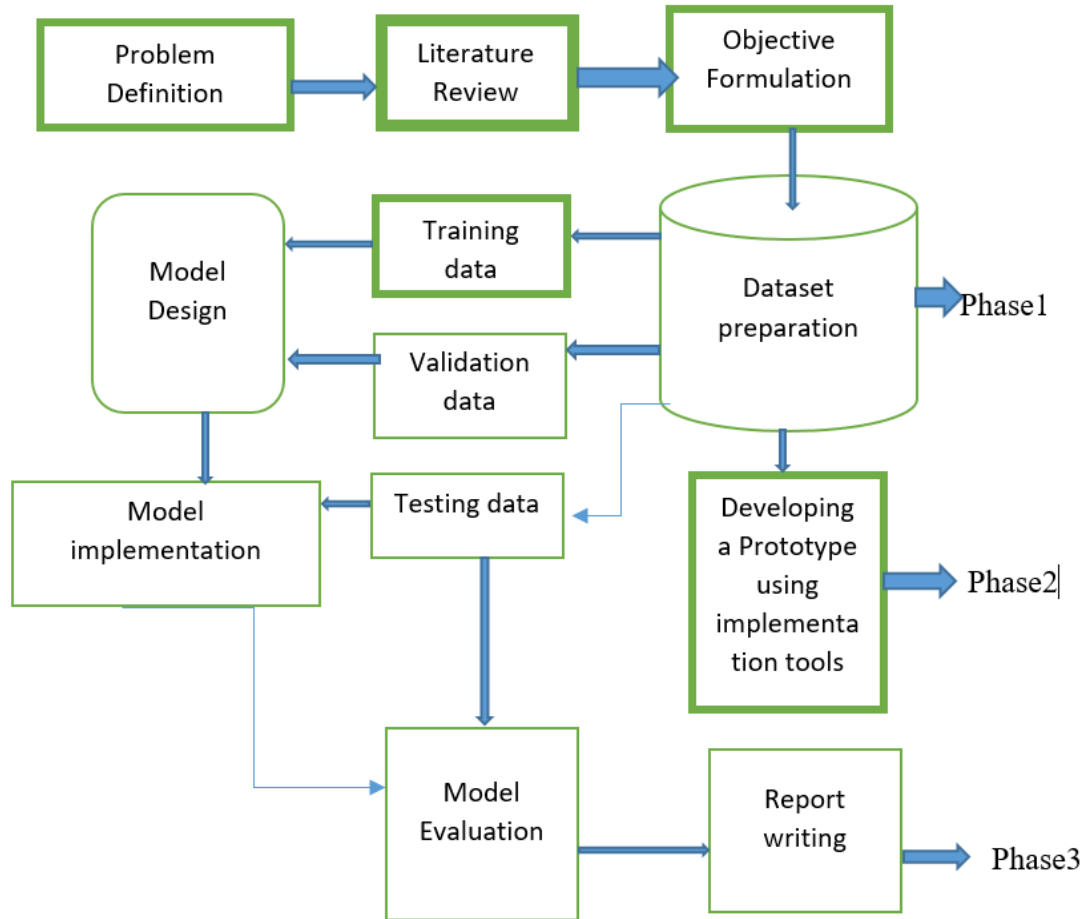 Problem
Definition
Literature
Review
Objective
Formulation
Training
data
Model
Design
Dataset
preparation
Phase1
Validation
data
Testing data
Model
implementation
Developing
a Prototype
using
implementa
tion tools
Phase2
Model
Evaluation
Report
writing
Phase3